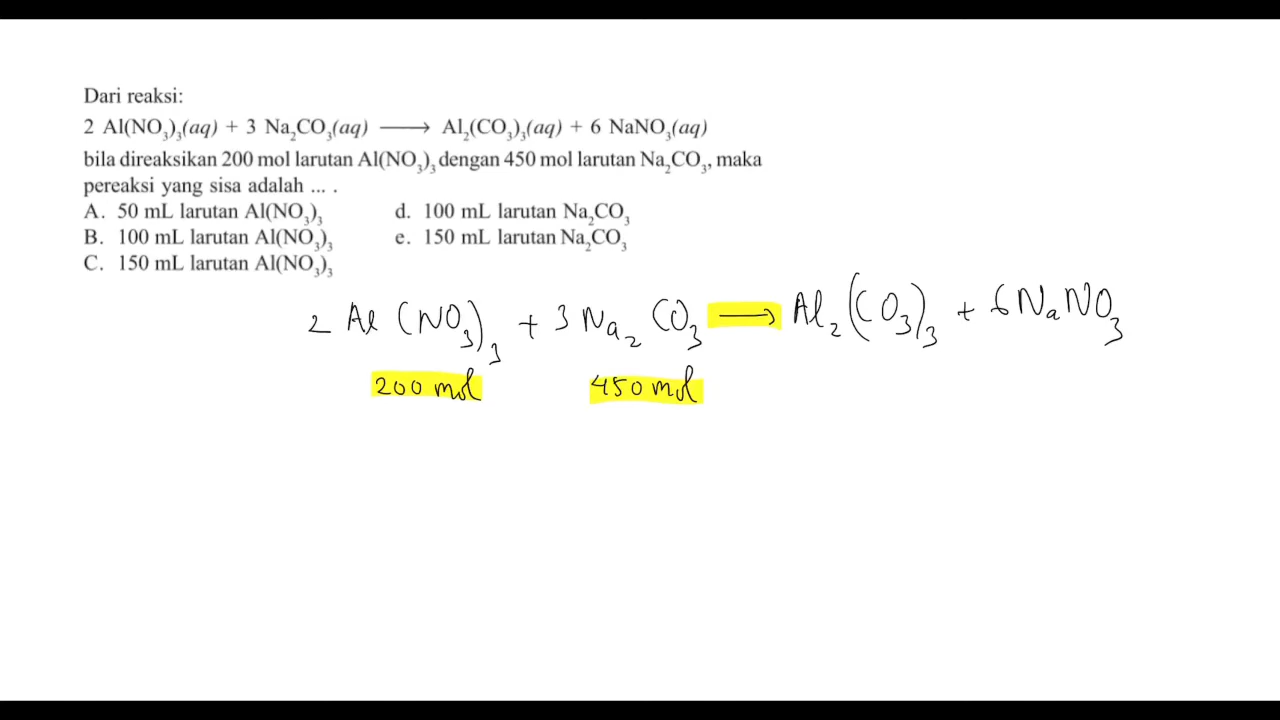 Dari reaksi:
2 Al(NO₃)₃(aq) + 3 Na₂CO₃(aq) ⟶ Al₂(CO₃)₃(aq) + 6 NaNO₃(aq)
bila direaksikan 200 mol larutan Al(NO₃)₃ dengan 450 mol larutan Na₂CO₃, maka
pereaksi yang sisa adalah ... .
A. 50 mL larutan Al(NO₃)₃ d. 100 mL larutan Na₂CO₃
B. 100 mL larutan Al(NO₃)₃ e. 150 mL larutan Na₂CO₃
C. 150 mL larutan Al(NO₃)₃
2 Al (NO₃)₃ + 3 Na₂ CO₃ ⟶ Al₂(CO₃)₃ + 6 NaNO₃
200 mol 450 mol